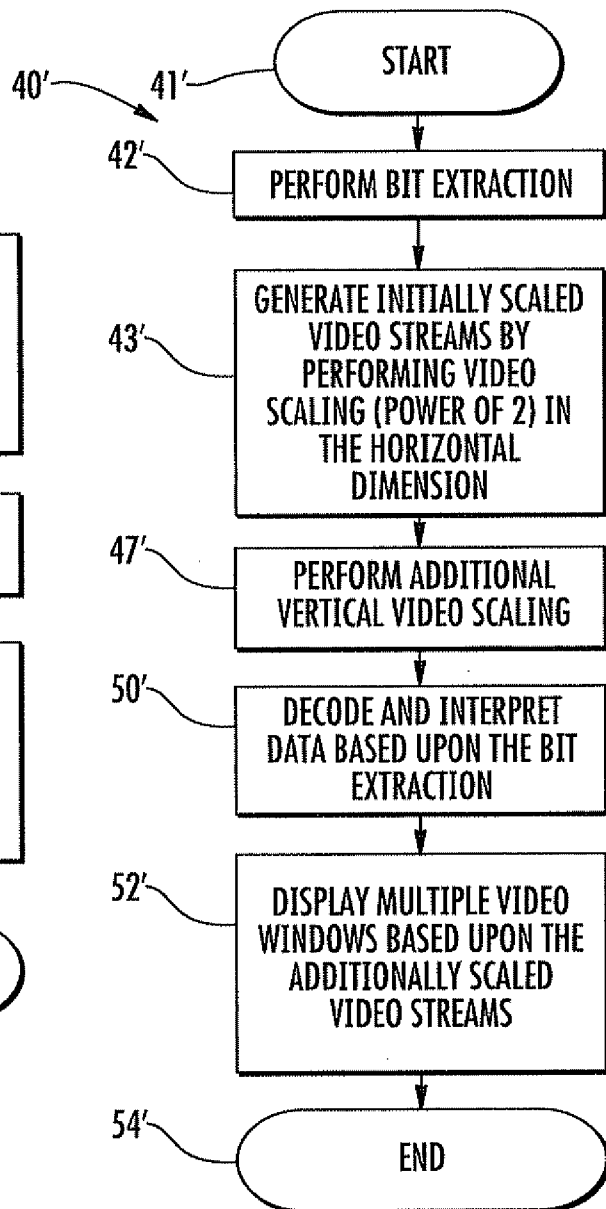 40'
41'
START
42'
PERFORM BIT EXTRACTION
43'
GENERATE INITIALLY SCALED
VIDEO STREAMS BY
PERFORMING VIDEO
SCALING (POWER OF 2) IN
THE HORIZONTAL
DIMENSION
47'
PERFORM ADDITIONAL
VERTICAL VIDEO SCALING
50'
DECODE AND INTERPRET
DATA BASED UPON THE BIT
EXTRACTION
52'
DISPLAY MULTIPLE VIDEO
WINDOWS BASED UPON THE
ADDITIONALLY SCALED
VIDEO STREAMS
54'
END